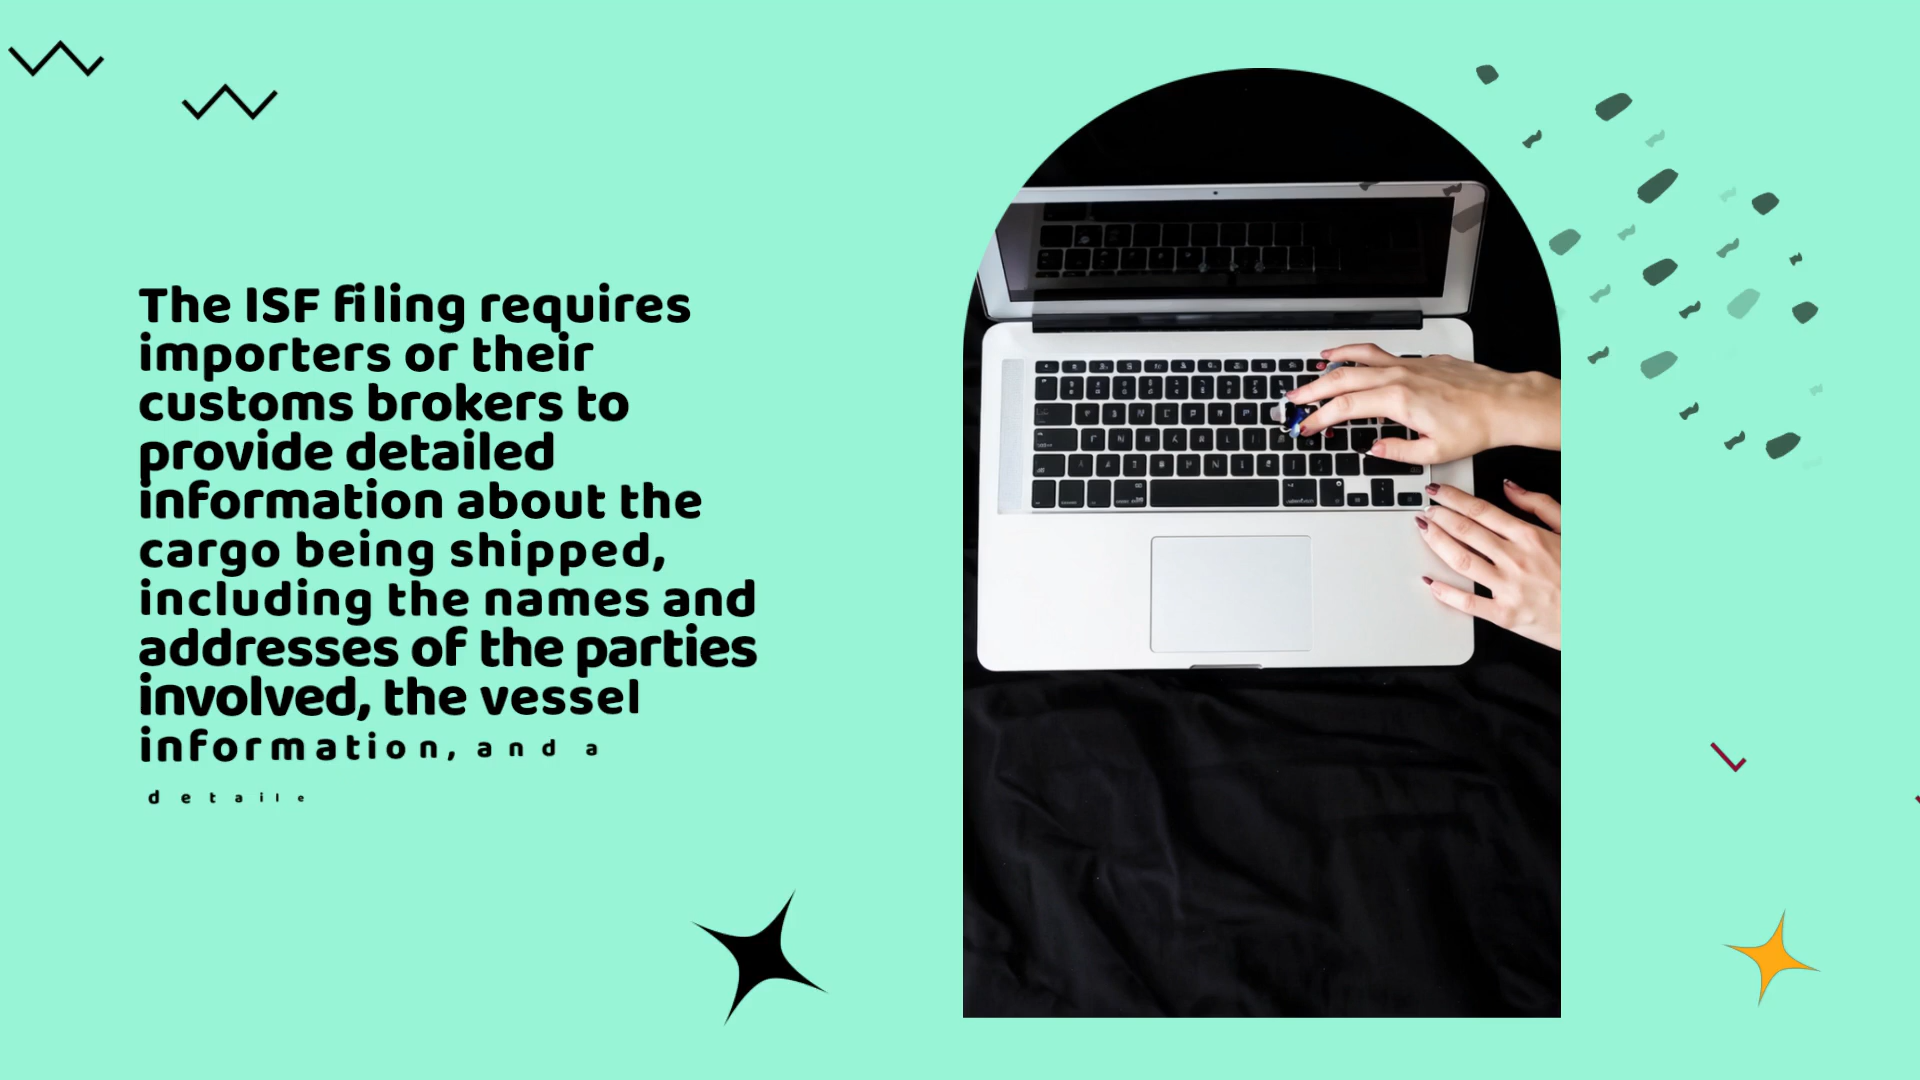 The ISF filing requires
importers or their
customs brokers to
provide detailed
information about the
cargo being shipped,
including the names and
addresses of the parties
involved, the vessel
information, and a
detaile